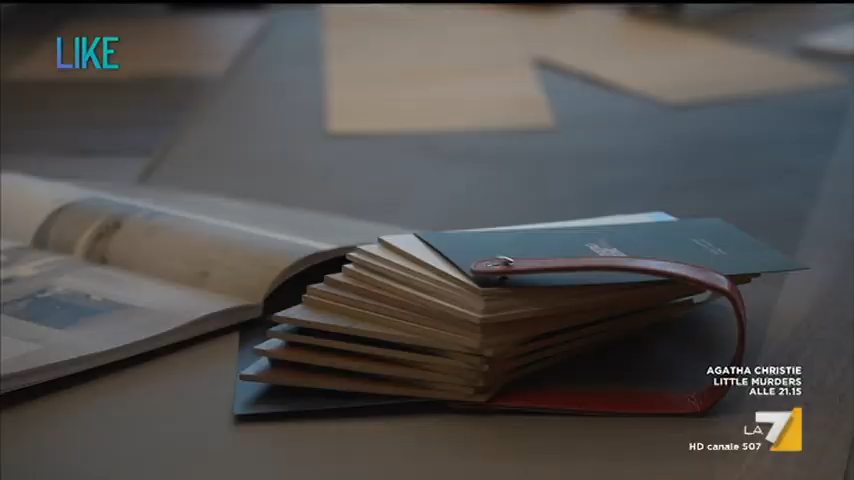 LIKE
AGATHA CHRISTIE
LITTLE MURDERS
ALLE 21.15
LA7
HD canale 507